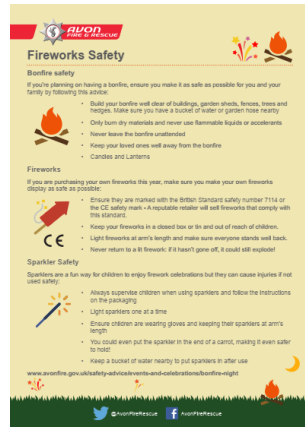 AVON
FIRE & RESCUE
Fireworks Safety
Bonfire safety
If you're planning on having a bonfire, ensure you make it as safe as possible for you and your
family by following this advice:
• Build your bonfire well clear of buildings, garden sheds, fences, trees and
hedges. Make sure you have a bucket of water or garden hose nearby
• Only burn dry materials and never use flammable liquids or accelerants
• Never leave the bonfire unattended
• Keep your loved ones well away from the bonfire
• Candles and Lanterns
Fireworks
If you are purchasing your own fireworks this year, make sure you make your own fireworks
display as safe as possible:
• Ensure they are marked with the British Standard safety number 7114 or
the CE safety mark - A reputable retailer will sell fireworks that comply with
this standard.
• Keep your fireworks in a closed box or tin and out of reach of children.
• Light fireworks at arm's length and make sure everyone stands well back.
• Never return to a lit firework: if it hasn't gone off, it could still explode!
CE
Sparkler Safety
Sparklers are a fun way for children to enjoy firework celebrations but they can cause injuries if not
used safely:
• Always supervise children when using sparklers and follow the instructions
on the packaging
• Light sparklers one at a time
• Ensure children are wearing gloves and keeping their sparklers at arm's
length
• You could even put the sparkler in the end of a carrot, making it even safer
to hold!
• Keep a bucket of water nearby to put sparklers in after use
www.avonfire.gov.uk/safety-advice/events-and-celebrations/bonfire-night
@AvonFireRescue
AvonFireRescue